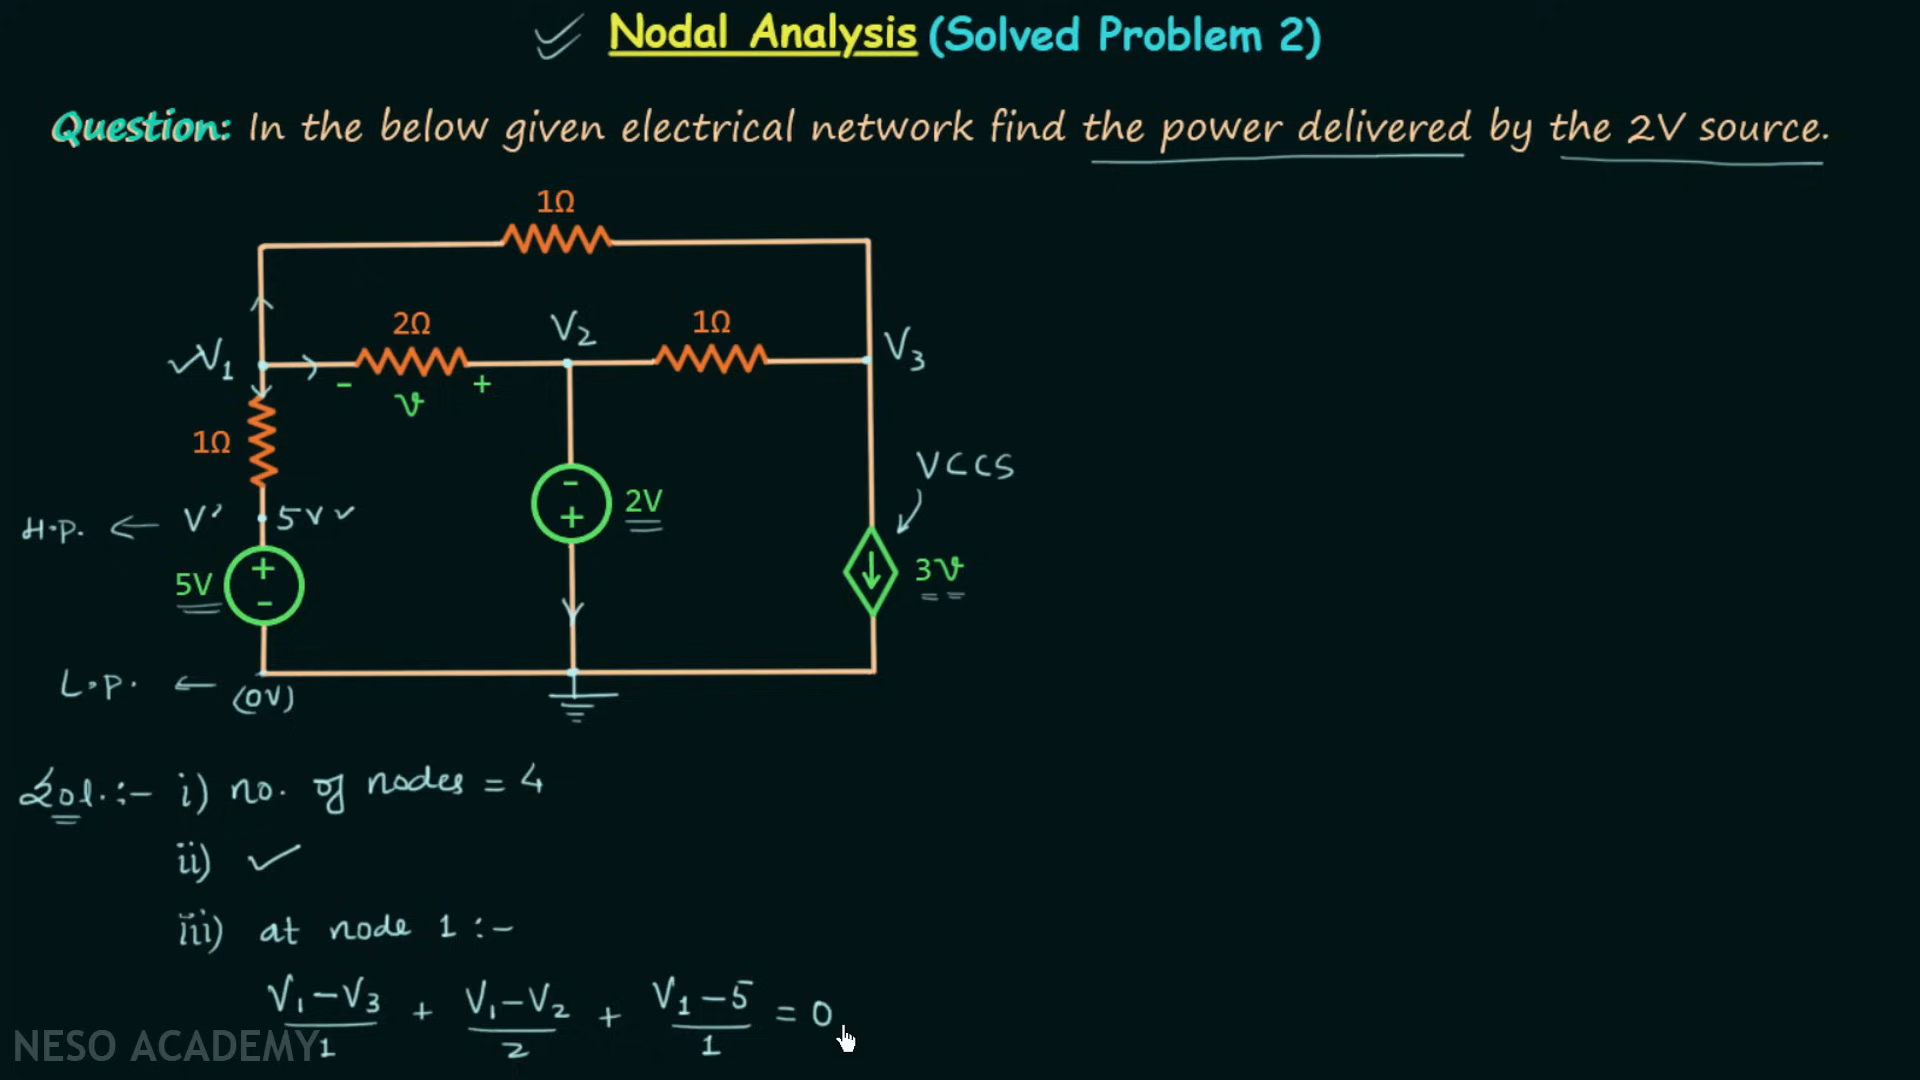 Nodal Analysis (Solved Problem 2)
Question: In the below given electrical network find the power delivered by the 2V source.
1Ω
2Ω
V2
1Ω
V1
V3
- v +
1Ω
VCCS
H.p. ← V' 5V
-
+
2V
5V
+
-
3v
L.p. ← (0V)
Sol.:- i) no. of nodes = 4
ii) ✓
iii) at node 1 :-
V1-V3/1 + V1-V2/2 + V1-5/1 = 0
NESO ACADEMY